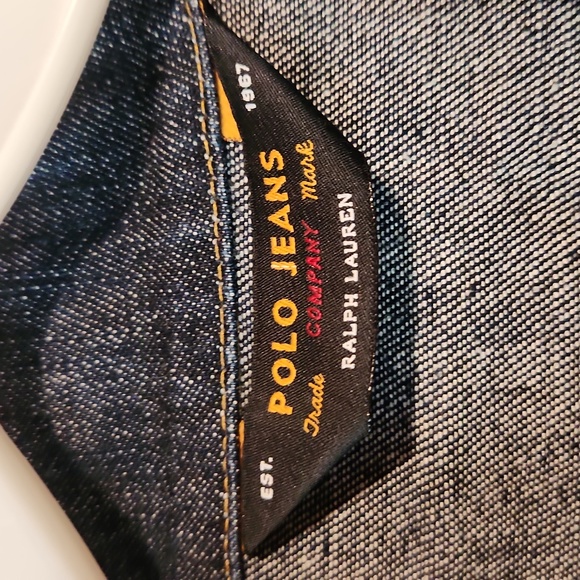 EST. 1967
POLO JEANS
Trade COMPANY Mark
RALPH LAUREN